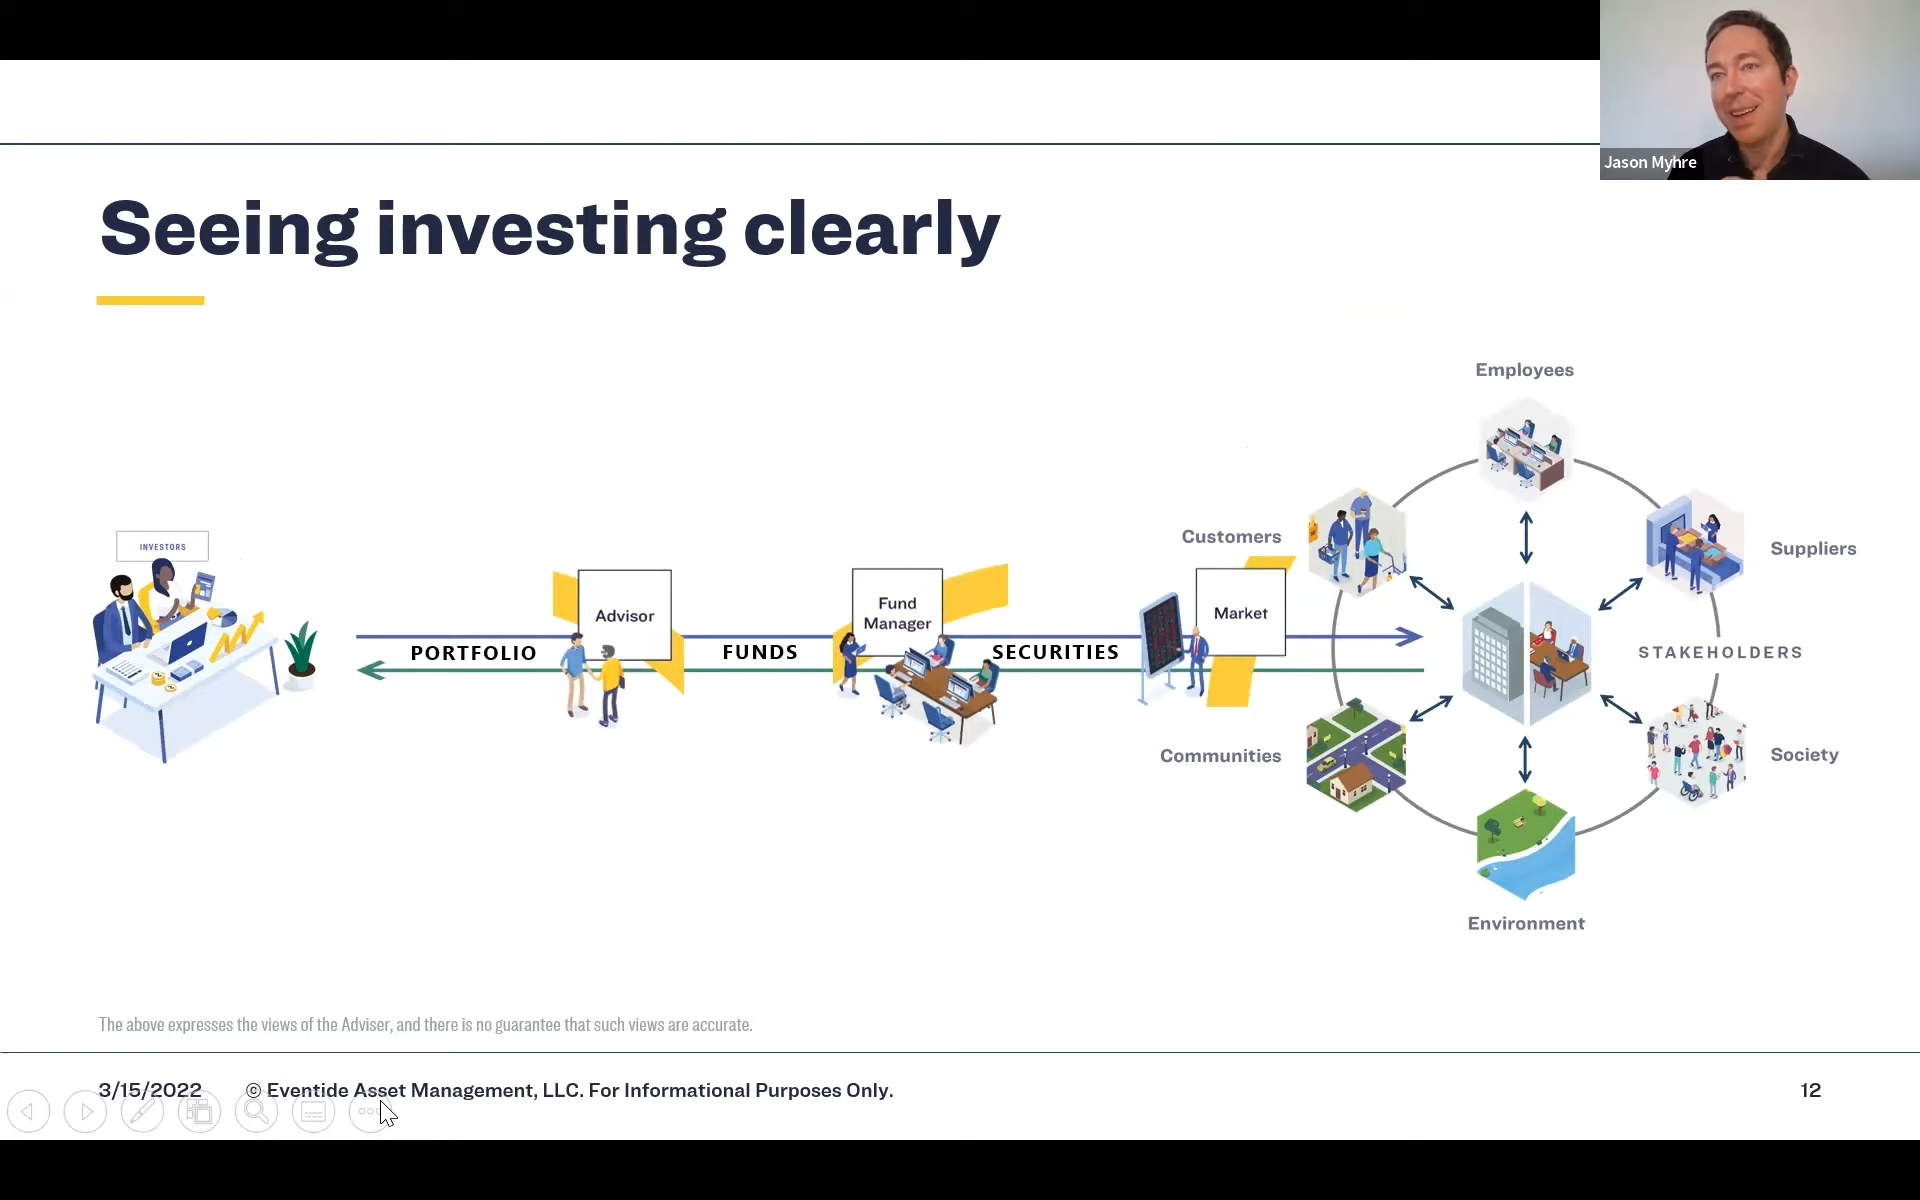 Jason Myhre
Seeing investing clearly
INVESTORS
PORTFOLIO
Advisor
FUNDS
Fund
Manager
SECURITIES
Market
Employees
Customers
Suppliers
STAKEHOLDERS
Communities
Society
Environment
The above expresses the views of the Adviser, and there is no guarantee that such views are accurate.
3/15/2022 © Eventide Asset Management, LLC. For Informational Purposes Only. 12